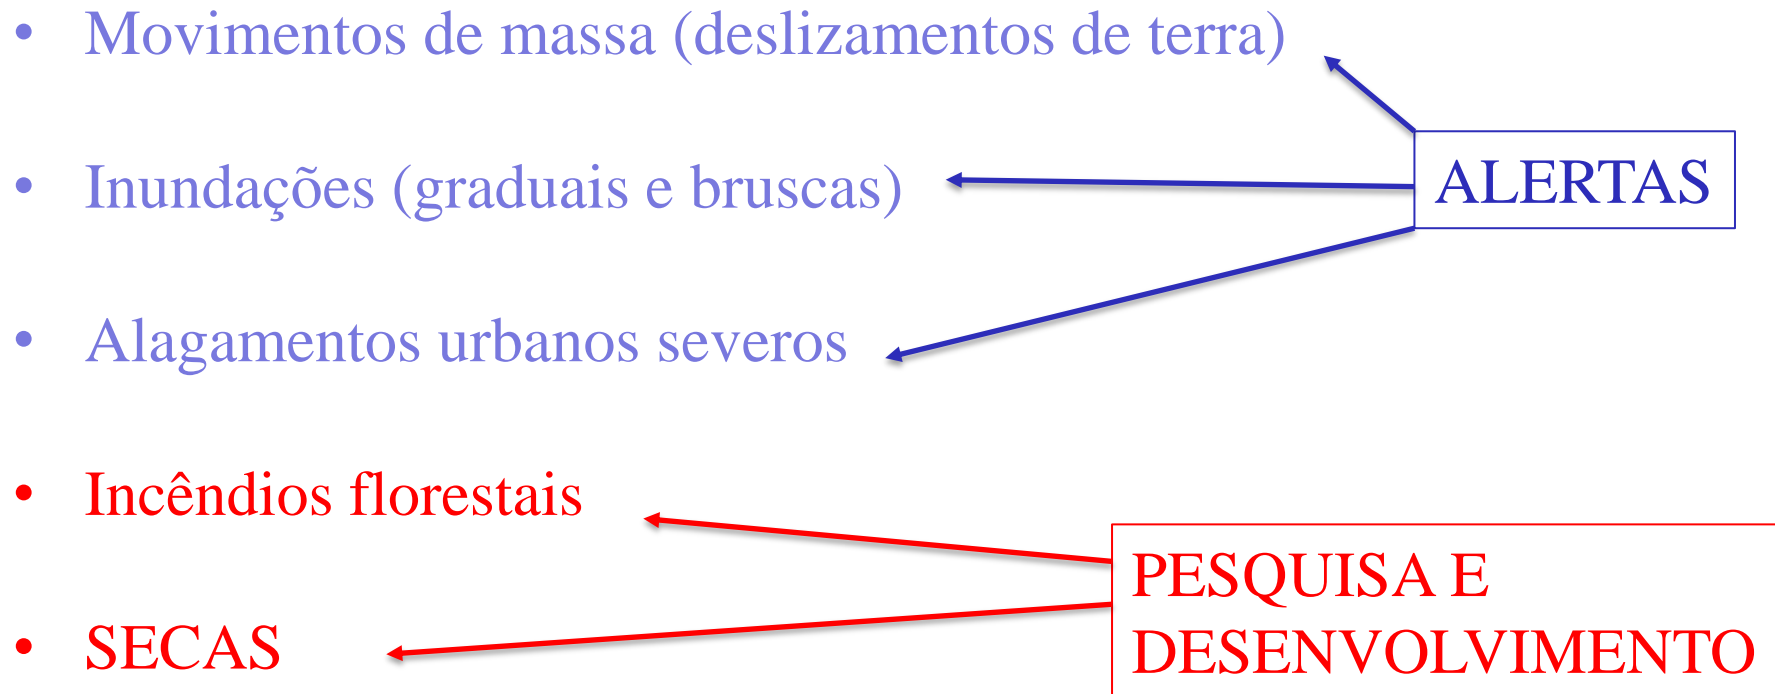 • Movimentos de massa (deslizamentos de terra)
• Inundações (graduais e bruscas)
ALERTAS
• Alagamentos urbanos severos
• Incêndios florestais
PESQUISA E
DESENVOLVIMENTO
• SECAS